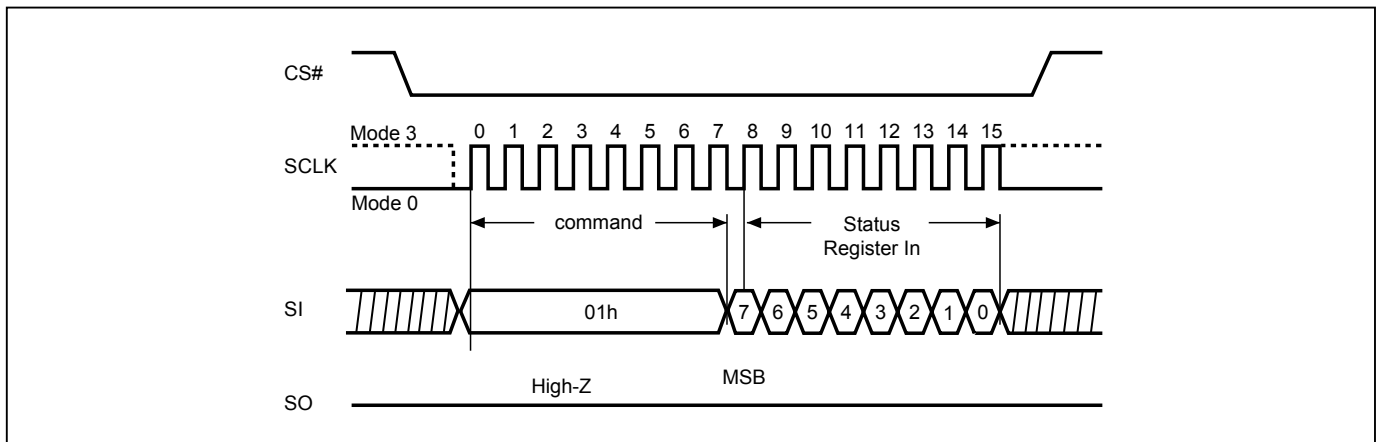 CS#
Mode 3
0 1 2 3 4 5 6 7 8 9 10 11 12 13 14 15
SCLK
Mode 0
command
Status
Register In
SI
01h
7 6 5 4 3 2 1 0
High-Z
MSB
SO